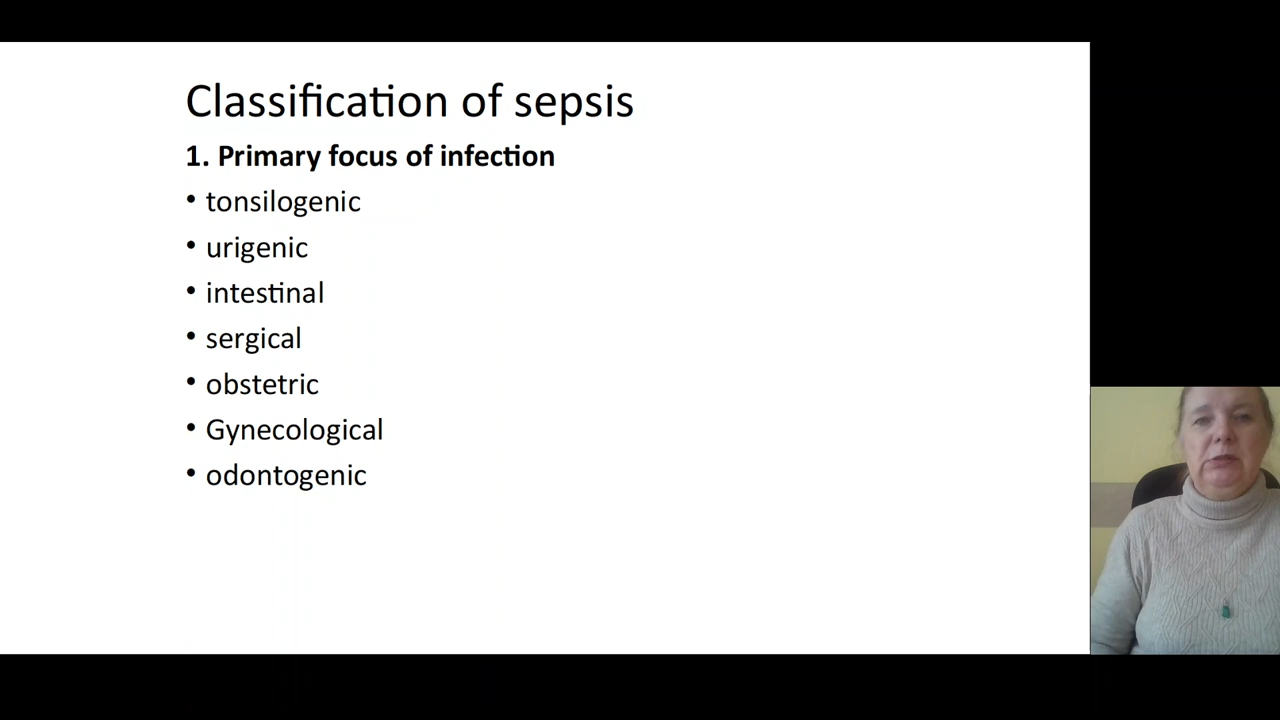 Classification of sepsis
1. Primary focus of infection
• tonsilogenic
• urigenic
• intestinal
• sergical
• obstetric
• Gynecological
• odontogenic